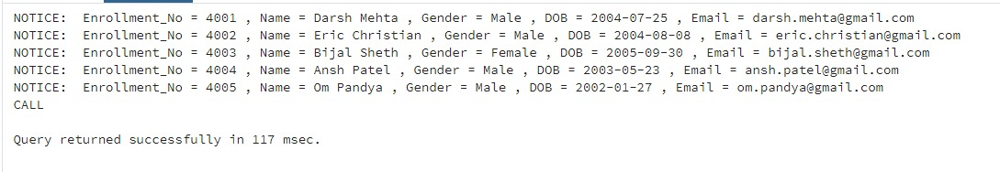 NOTICE:  Enrollment_No = 4001 , Name = Darsh Mehta , Gender = Male , DOB = 2004-07-25 , Email = darsh.mehta@gmail.com
NOTICE:  Enrollment_No = 4002 , Name = Eric Christian , Gender = Male , DOB = 2004-08-08 , Email = eric.christian@gmail.com
NOTICE:  Enrollment_No = 4003 , Name = Bijal Sheth , Gender = Female , DOB = 2005-09-30 , Email = bijal.sheth@gmail.com
NOTICE:  Enrollment_No = 4004 , Name = Ansh Patel , Gender = Male , DOB = 2003-05-23 , Email = ansh.patel@gmail.com
NOTICE:  Enrollment_No = 4005 , Name = Om Pandya , Gender = Male , DOB = 2002-01-27 , Email = om.pandya@gmail.com
CALL
Query returned successfully in 117 msec.